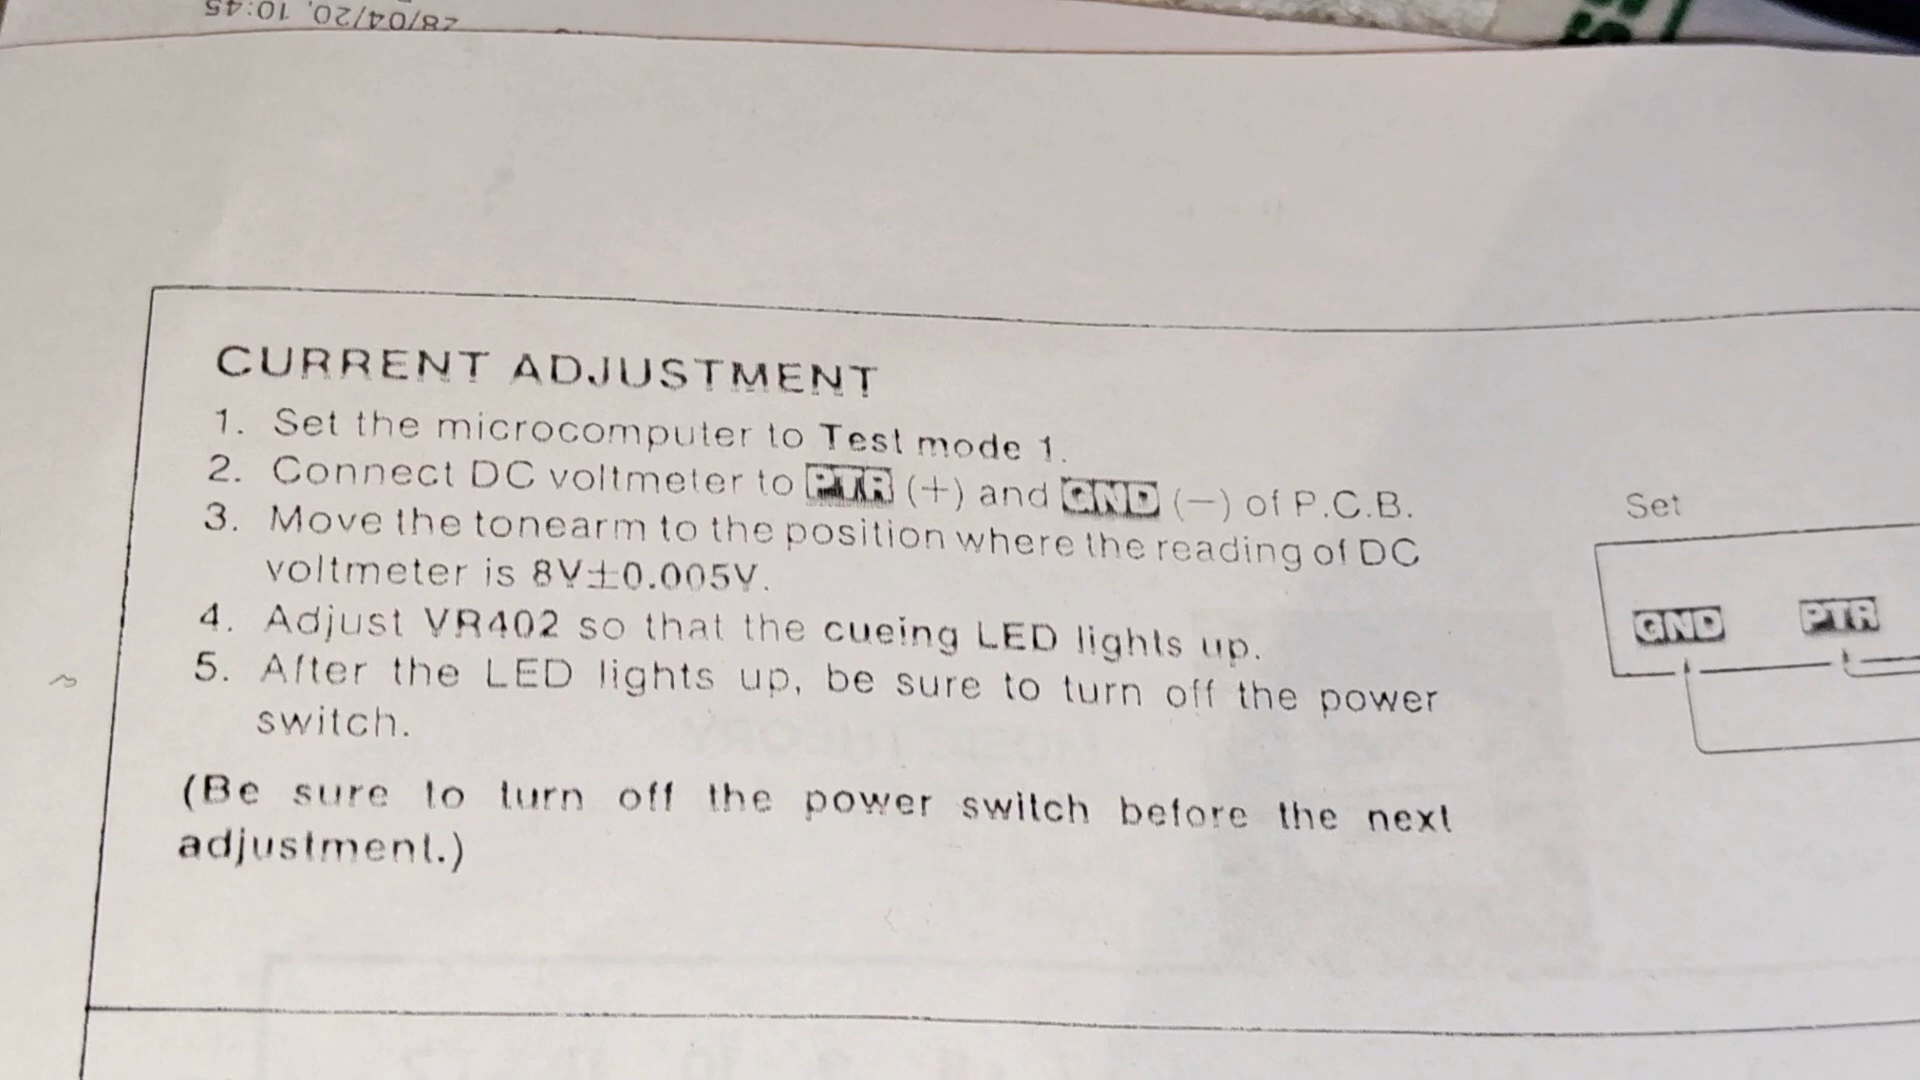 28/04/20, 10:45
CURRENT ADJUSTMENT
1. Set the microcomputer to Test mode 1.
2. Connect DC voltmeter to PTR (+) and GND (−) of P.C.B.
3. Move the tonearm to the position where the reading of DC
voltmeter is 8V±0.005V.
4. Adjust VR402 so that the cueing LED lights up.
5. After the LED lights up, be sure to turn off the power
switch.
(Be sure to turn off the power switch before the next
adjustment.)
Set
GND PTR